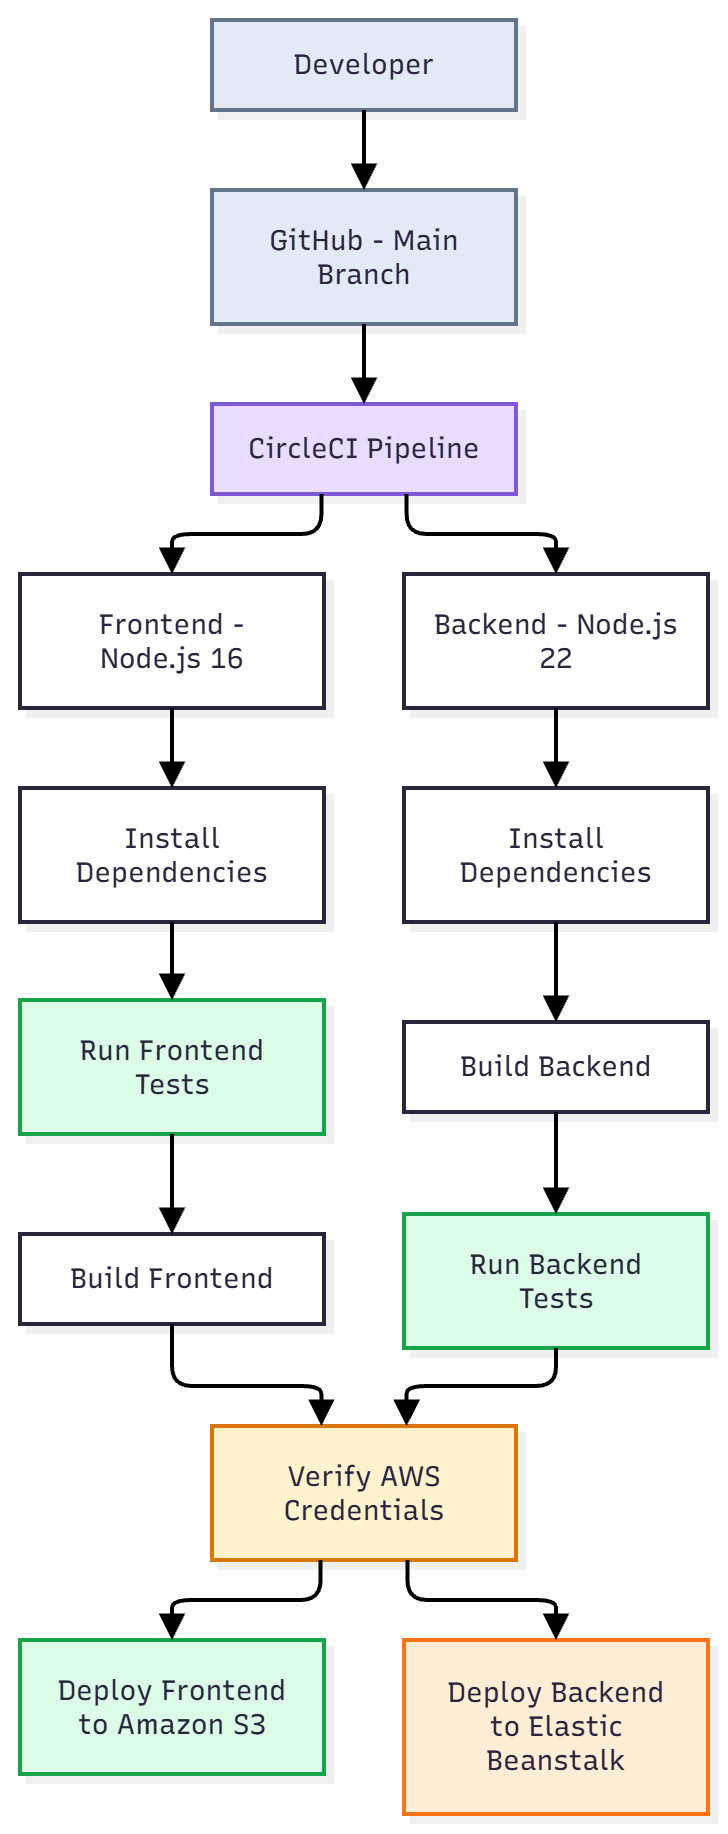 Developer
GitHub - Main
Branch
CircleCI Pipeline
Frontend -
Node.js 16
Backend - Node.js
22
Install
Dependencies
Install
Dependencies
Run Frontend
Tests
Build Backend
Build Frontend
Run Backend
Tests
Verify AWS
Credentials
Deploy Frontend
to Amazon S3
Deploy Backend
to Elastic
Beanstalk